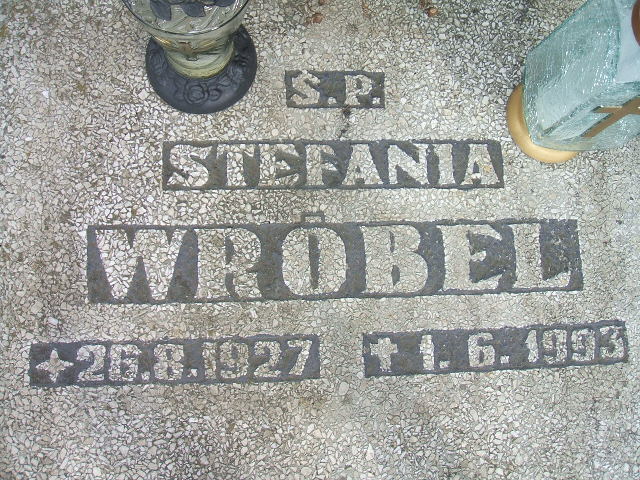 S.P.
STEFANIA
WRÓBEL
26.8.1927 † 1.6.1993